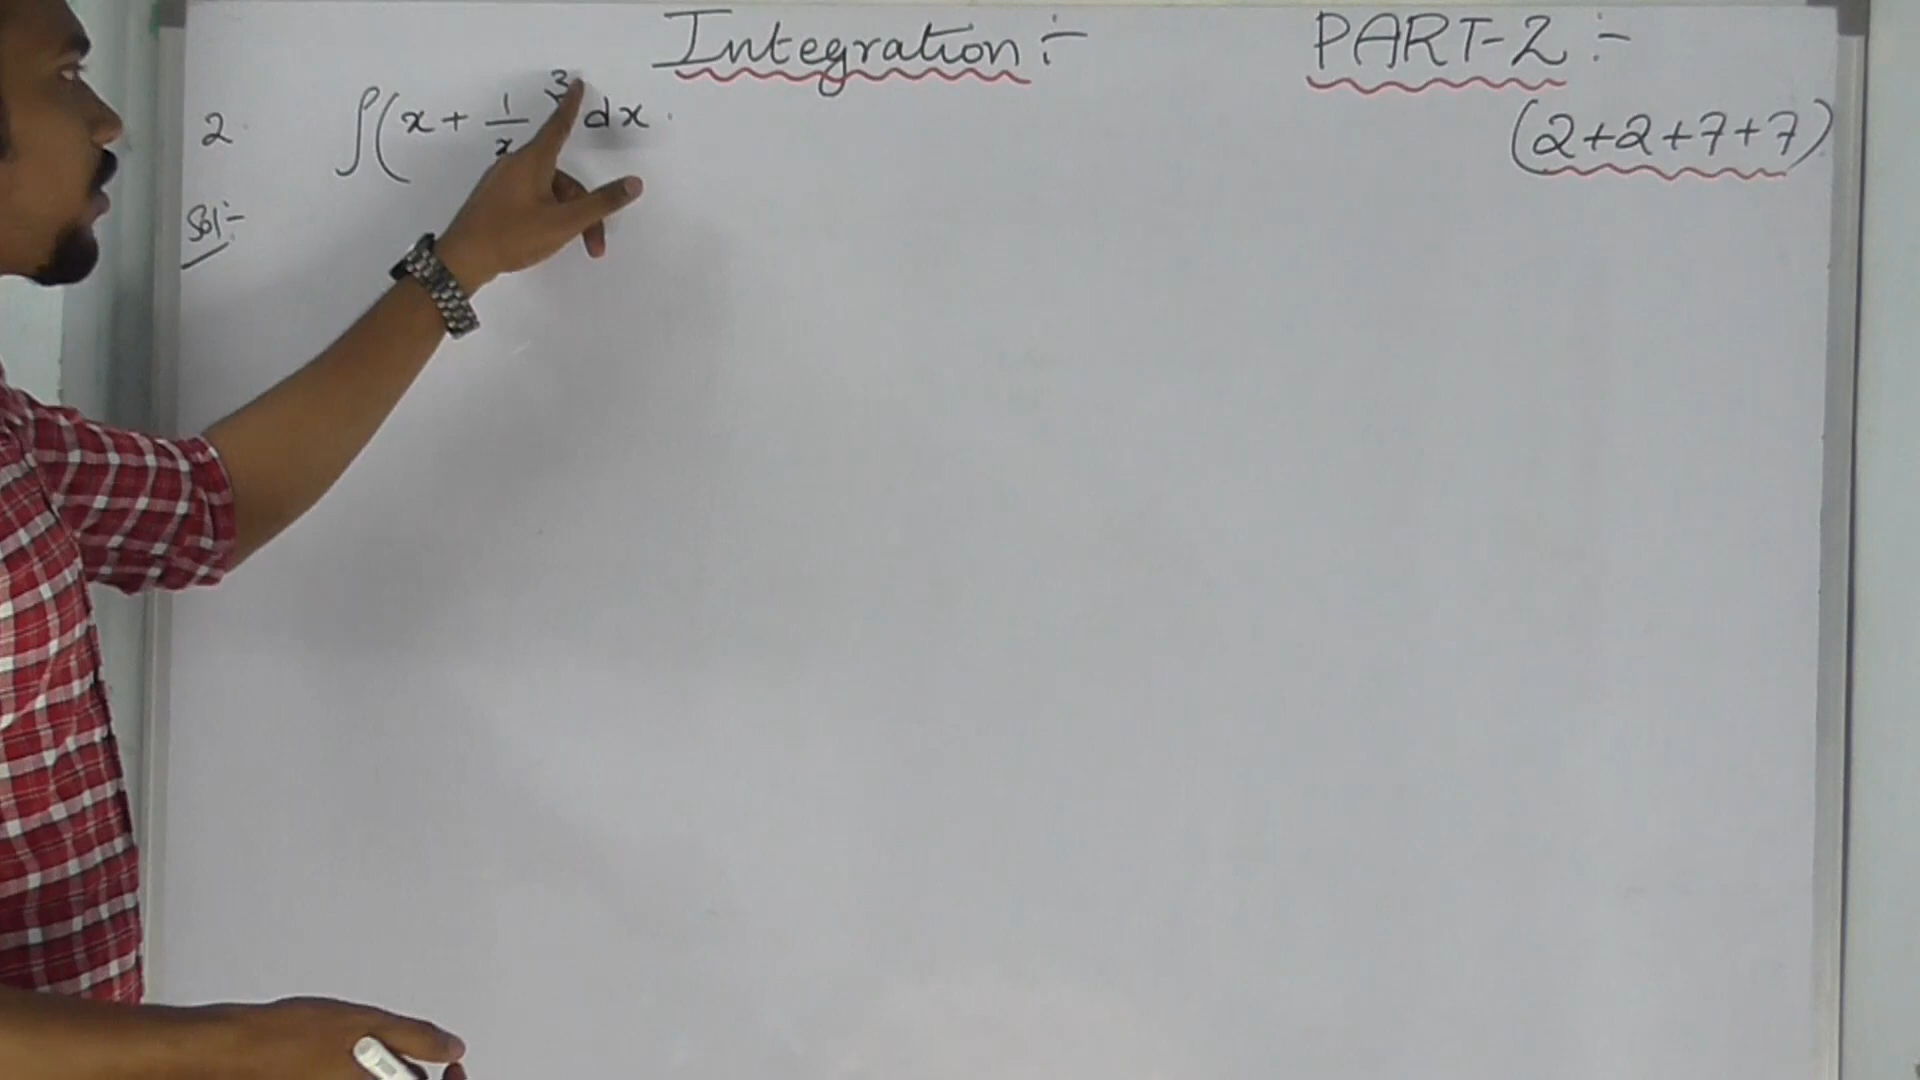 Integration :- PART-2 :-
2. ∫(x + 1/x)³ dx.
(2+2+7+7)
Sol:-